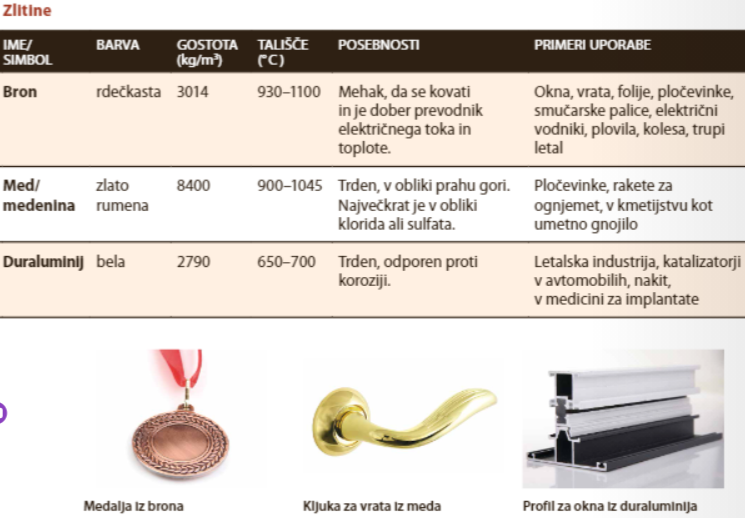 Zlitine
IME/ SIMBOL BARVA GOSTOTA (kg/m³) TALIŠČE (°C) POSEBNOSTI PRIMERI UPORABE
Bron rdečkasta 3014 930–1100 Mehak, da se kovati Okna, vrata, folije, pločevinke,
in je dober prevodnik smučarske palice, električni
električnega toka in vodniki, plovila, kolesa, trupi
toplote. letal
Med/ zlato 8400 900–1045 Trden, v obliki prahu gori. Pločevinke, rakete za
medenina rumena Največkrat je v obliki ognjemet, v kmetijstvu kot
klorida ali sulfata. umetno gnojilo
Duraluminij bela 2790 650–700 Trden, odporen proti Letalska industrija, katalizatorji
koroziji. v avtomobilih, nakit,
v medicini za implantate
Medalja iz brona Kljuka za vrata iz meda Profil za okna iz duraluminija